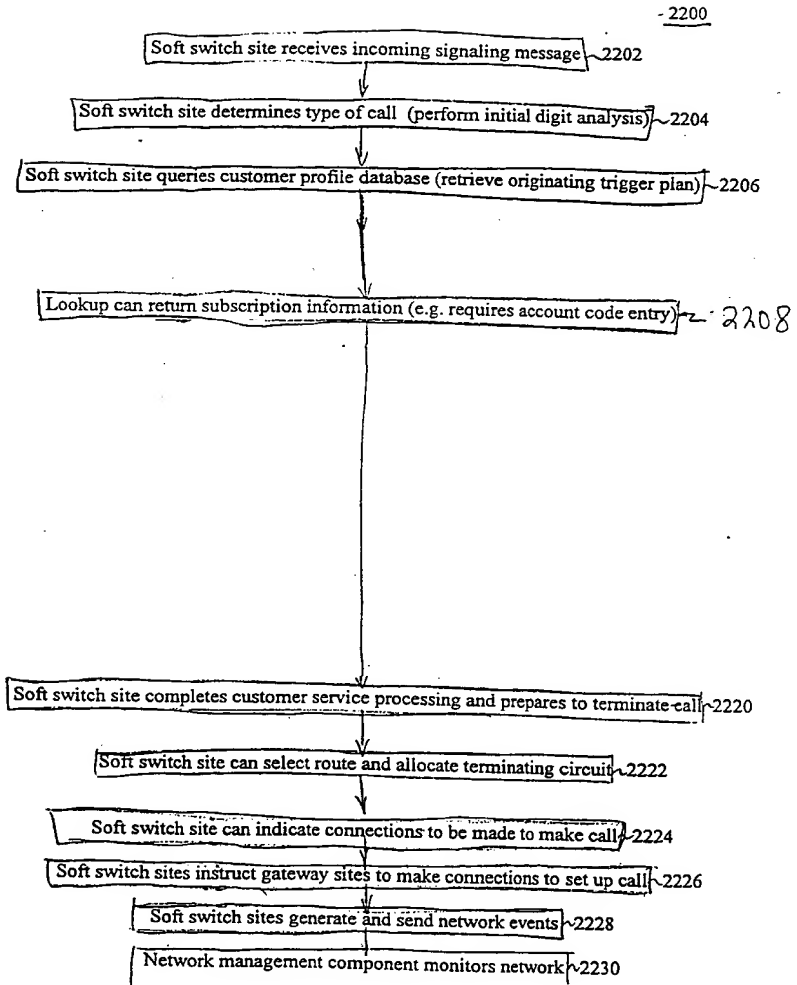 2200
Soft switch site receives incoming signaling message 2202
Soft switch site determines type of call (perform initial digit analysis) 2204
Soft switch site queries customer profile database (retrieve originating trigger plan) 2206
Lookup can return subscription information (e.g. requires account code entry) 2208
Soft switch site completes customer service processing and prepares to terminate call 2220
Soft switch site can select route and allocate terminating circuit 2222
Soft switch site can indicate connections to be made to make call 2224
Soft switch sites instruct gateway sites to make connections to set up call 2226
Soft switch sites generate and send network events 2228
Network management component monitors network 2230